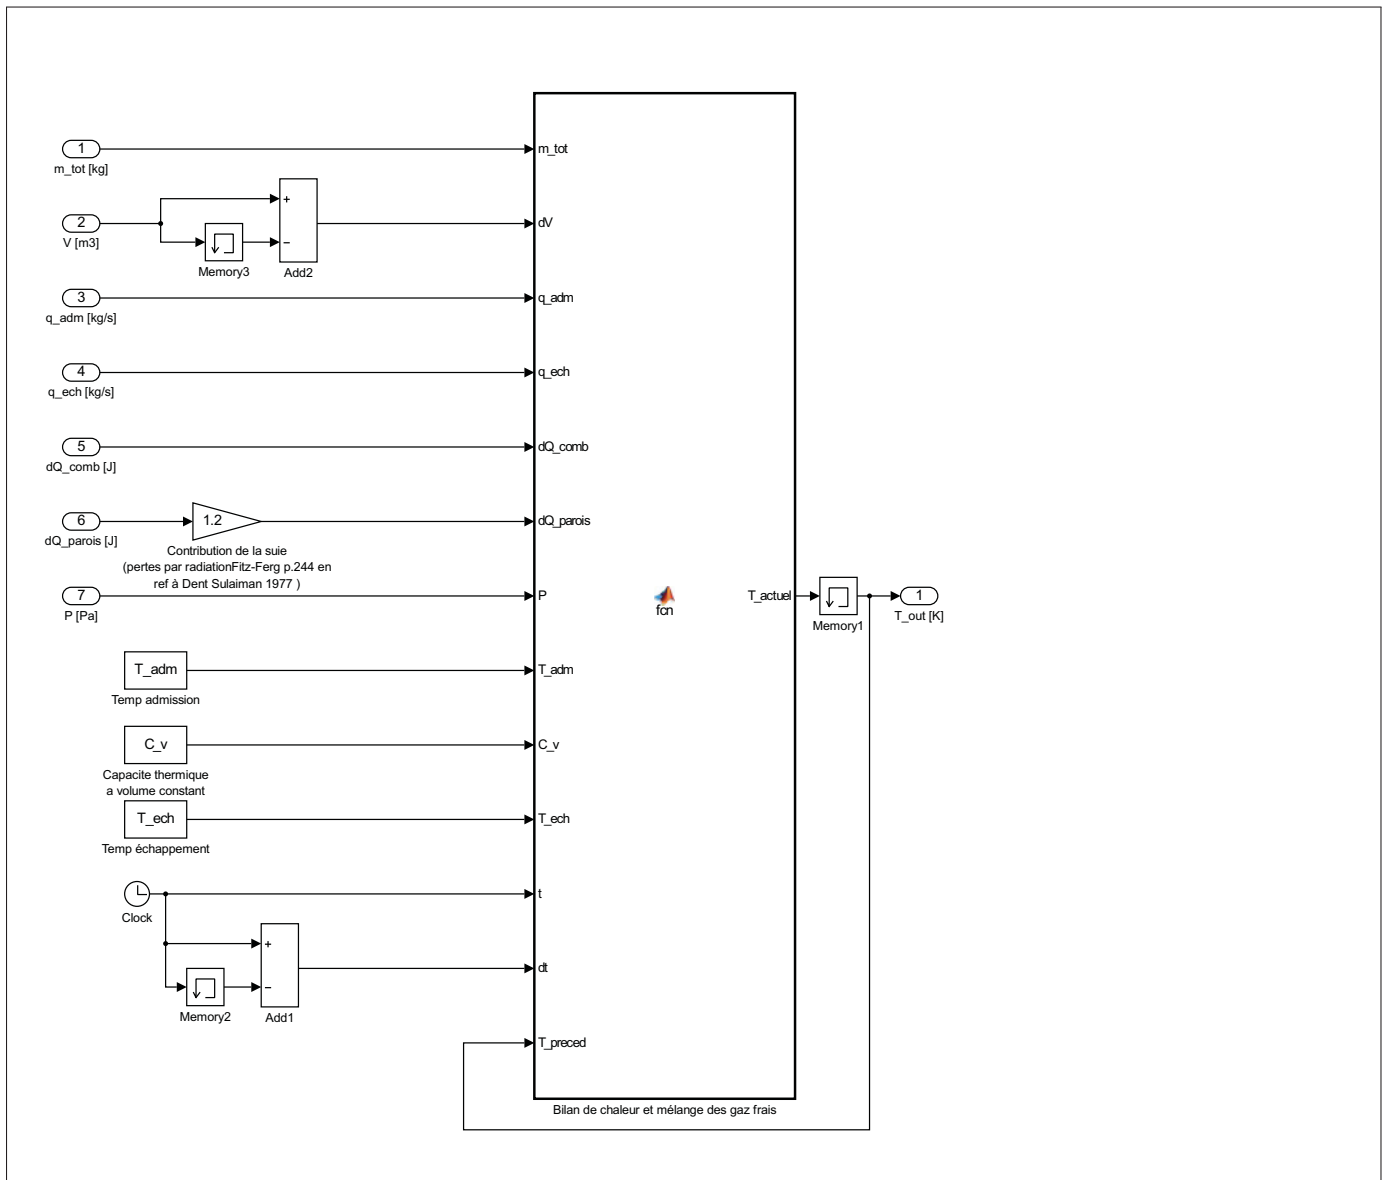 1
m_tot [kg]
m_tot
2
V [m3]
+
−
Memory3
Add2
dV
3
q_adm [kg/s]
q_adm
4
q_ech [kg/s]
q_ech
5
dQ_comb [J]
dQ_comb
6
dQ_parois [J]
1.2
Contribution de la suie
(pertes par radiationFitz-Ferg p.244 en
ref à Dent Sulaiman 1977 )
dQ_parois
7
P [Pa]
P
fcn
T_actuel
Memory1
1
T_out [K]
T_adm
Temp admission
T_adm
C_v
Capacite thermique
a volume constant
C_v
T_ech
Temp échappement
T_ech
Clock
t
+
−
Memory2
Add1
dt
T_preced
Bilan de chaleur et mélange des gaz frais